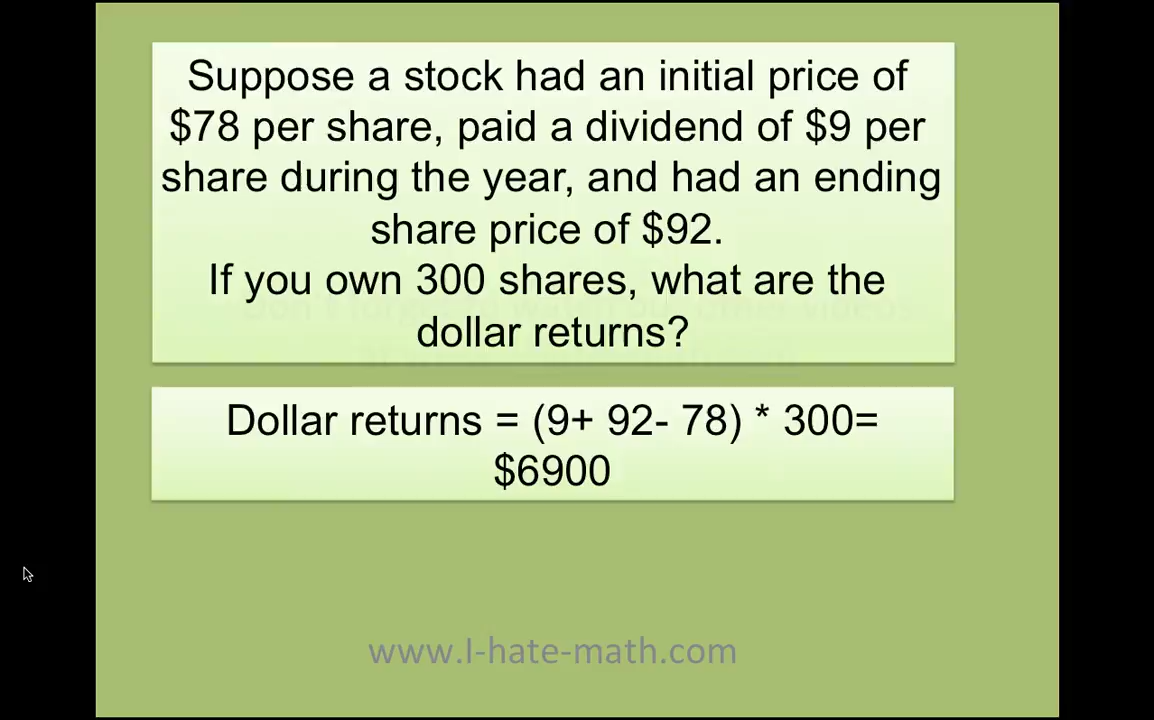 Suppose a stock had an initial price of
$78 per share, paid a dividend of $9 per
share during the year, and had an ending
share price of $92.
If you own 300 shares, what are the
dollar returns?
Dollar returns = (9+ 92- 78) * 300=
$6900
www.I-hate-math.com